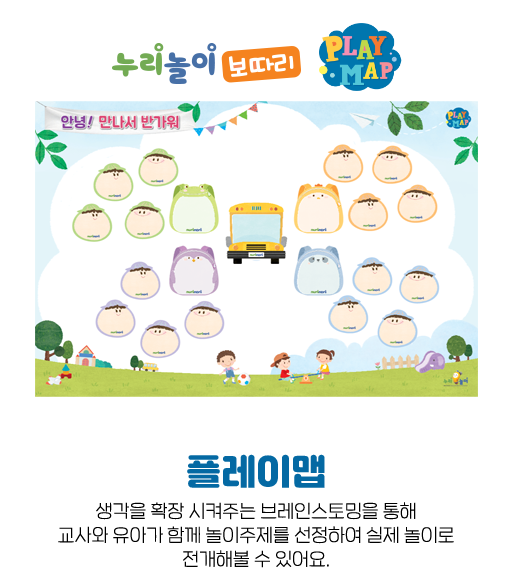 누리놀이 보따리 PLAY MAP
안녕! 만나서 반가워
PLAY MAP
플레이맵
생각을 확장 시켜주는 브레인스토밍을 통해
교사와 유아가 함께 놀이주제를 선정하여 실제 놀이로
전개해볼 수 있어요.